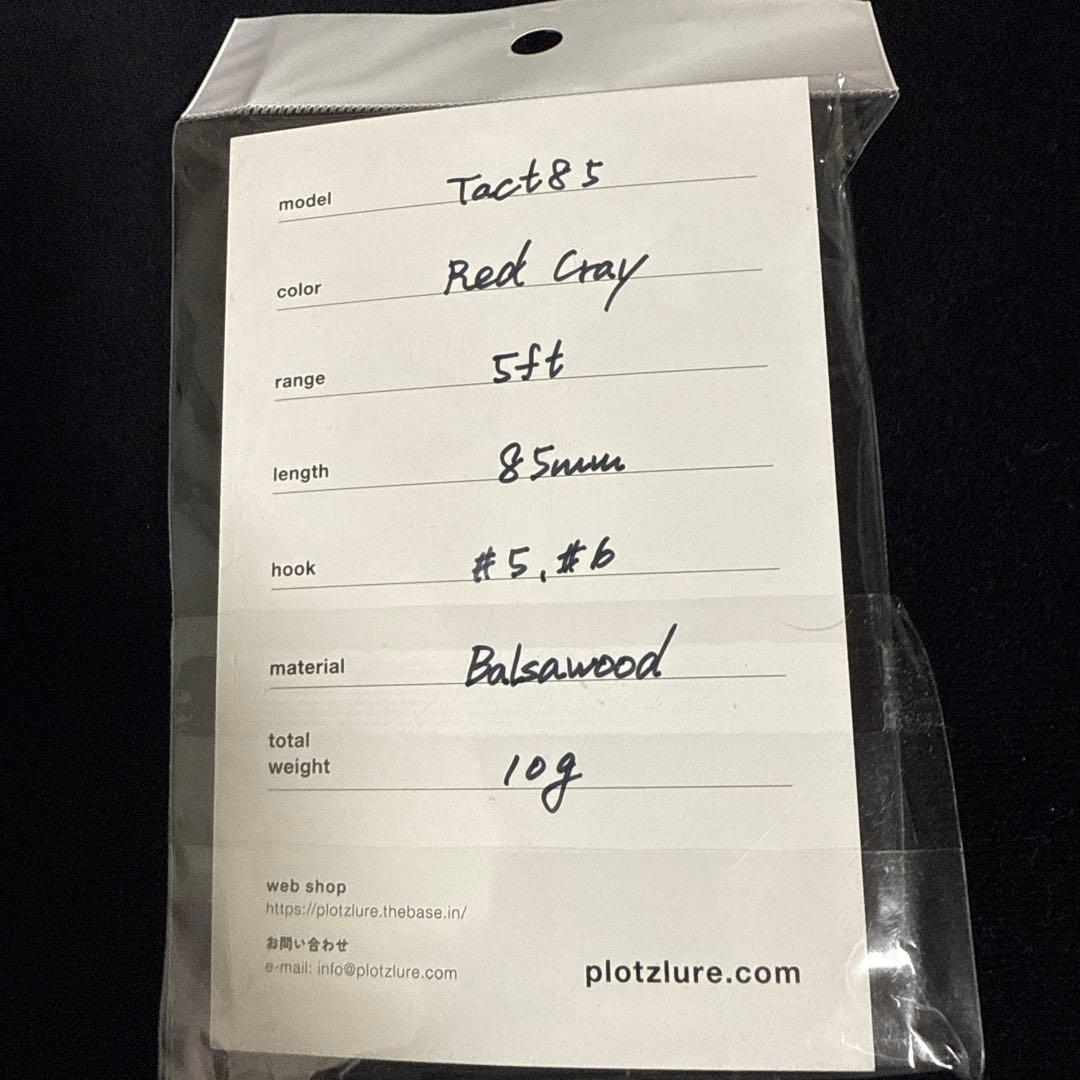 model Tact85
color Red Cray
range 5ft
length 85mm
hook #5, #6
material Balsawood
total
weight 10g
web shop
https://plotzlure.thebase.in/
お問い合わせ
e-mail: info@plotzlure.com
plotzlure.com